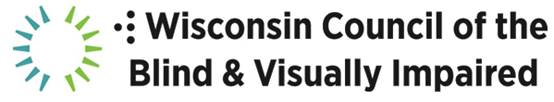 ⠺ Wisconsin Council of the
Blind & Visually Impaired